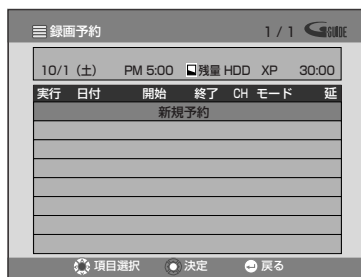 録画予約 1 / 1 G-GUIDE
10/1 (土) PM 5:00 残量 HDD XP 30:00
実行 日付 開始 終了 CH モード 延
新規予約
項目選択 決定 戻る